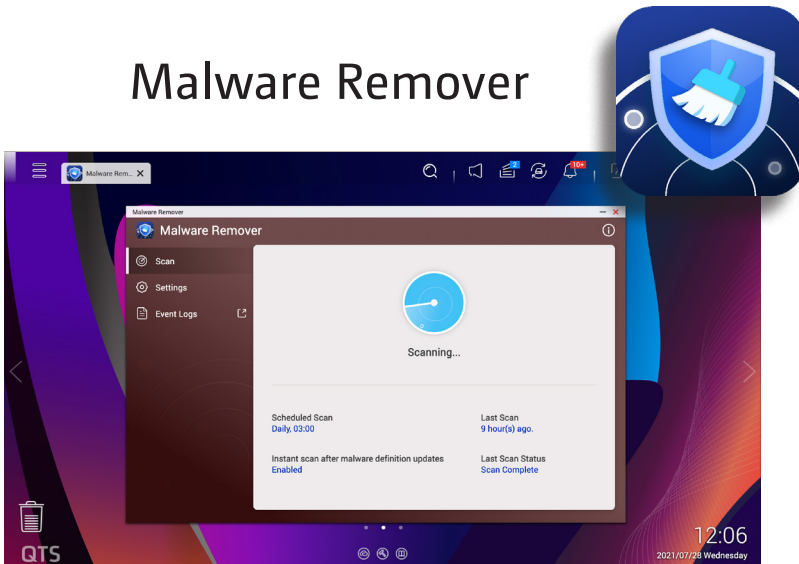 Malware Remover
Malware Rem... X
2
10+
Malware Remover
Malware Remover
Scan
Settings
Event Logs
Scanning...
Scheduled Scan
Daily, 03:00
Last Scan
9 hour(s) ago.
Instant scan after malware definition updates
Enabled
Last Scan Status
Scan Complete
QTS
12:06
2021/07/28 Wednesday